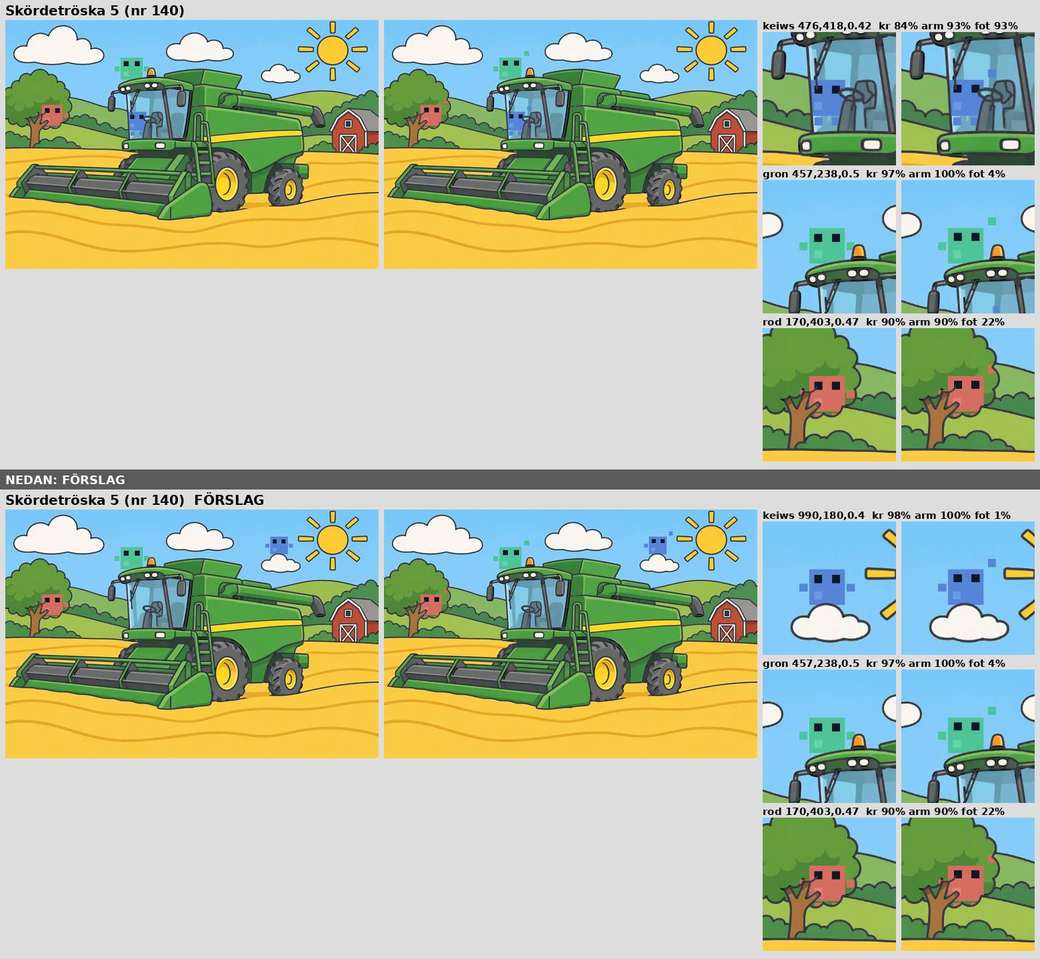 Skördetröska 5 (nr 140)
keiws 476,418,0.42  kr 84% arm 93% fot 93%
gron 457,238,0.5  kr 97% arm 100% fot 4%
rod 170,403,0.47  kr 90% arm 90% fot 22%
NEDAN: FÖRSLAG
Skördetröska 5 (nr 140)  FÖRSLAG
keiws 990,180,0.4  kr 98% arm 100% fot 1%
gron 457,238,0.5  kr 97% arm 100% fot 4%
rod 170,403,0.47  kr 90% arm 90% fot 22%